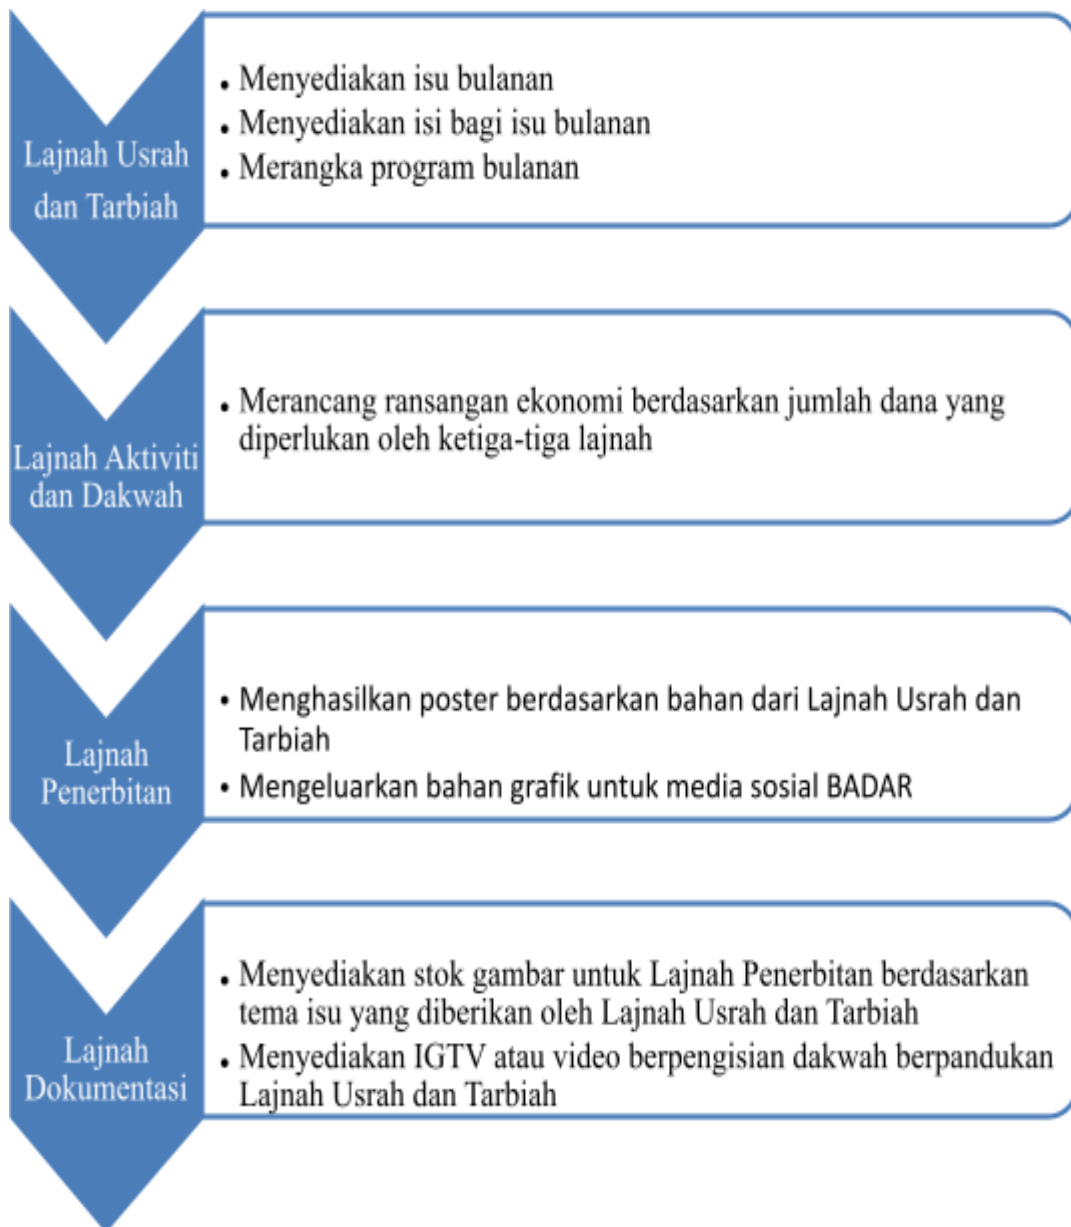 Lajnah Usrah
dan Tarbiah
• Menyediakan isu bulanan
• Menyediakan isi bagi isu bulanan
• Merangka program bulanan
Lajnah Aktiviti
dan Dakwah
• Merancang ransangan ekonomi berdasarkan jumlah dana yang
diperlukan oleh ketiga-tiga lajnah
Lajnah
Penerbitan
• Menghasilkan poster berdasarkan bahan dari Lajnah Usrah dan
Tarbiah
• Mengeluarkan bahan grafik untuk media sosial BADAR
Lajnah
Dokumentasi
• Menyediakan stok gambar untuk Lajnah Penerbitan berdasarkan
tema isu yang diberikan oleh Lajnah Usrah dan Tarbiah
• Menyediakan IGTV atau video berpengisian dakwah berpandukan
Lajnah Usrah dan Tarbiah